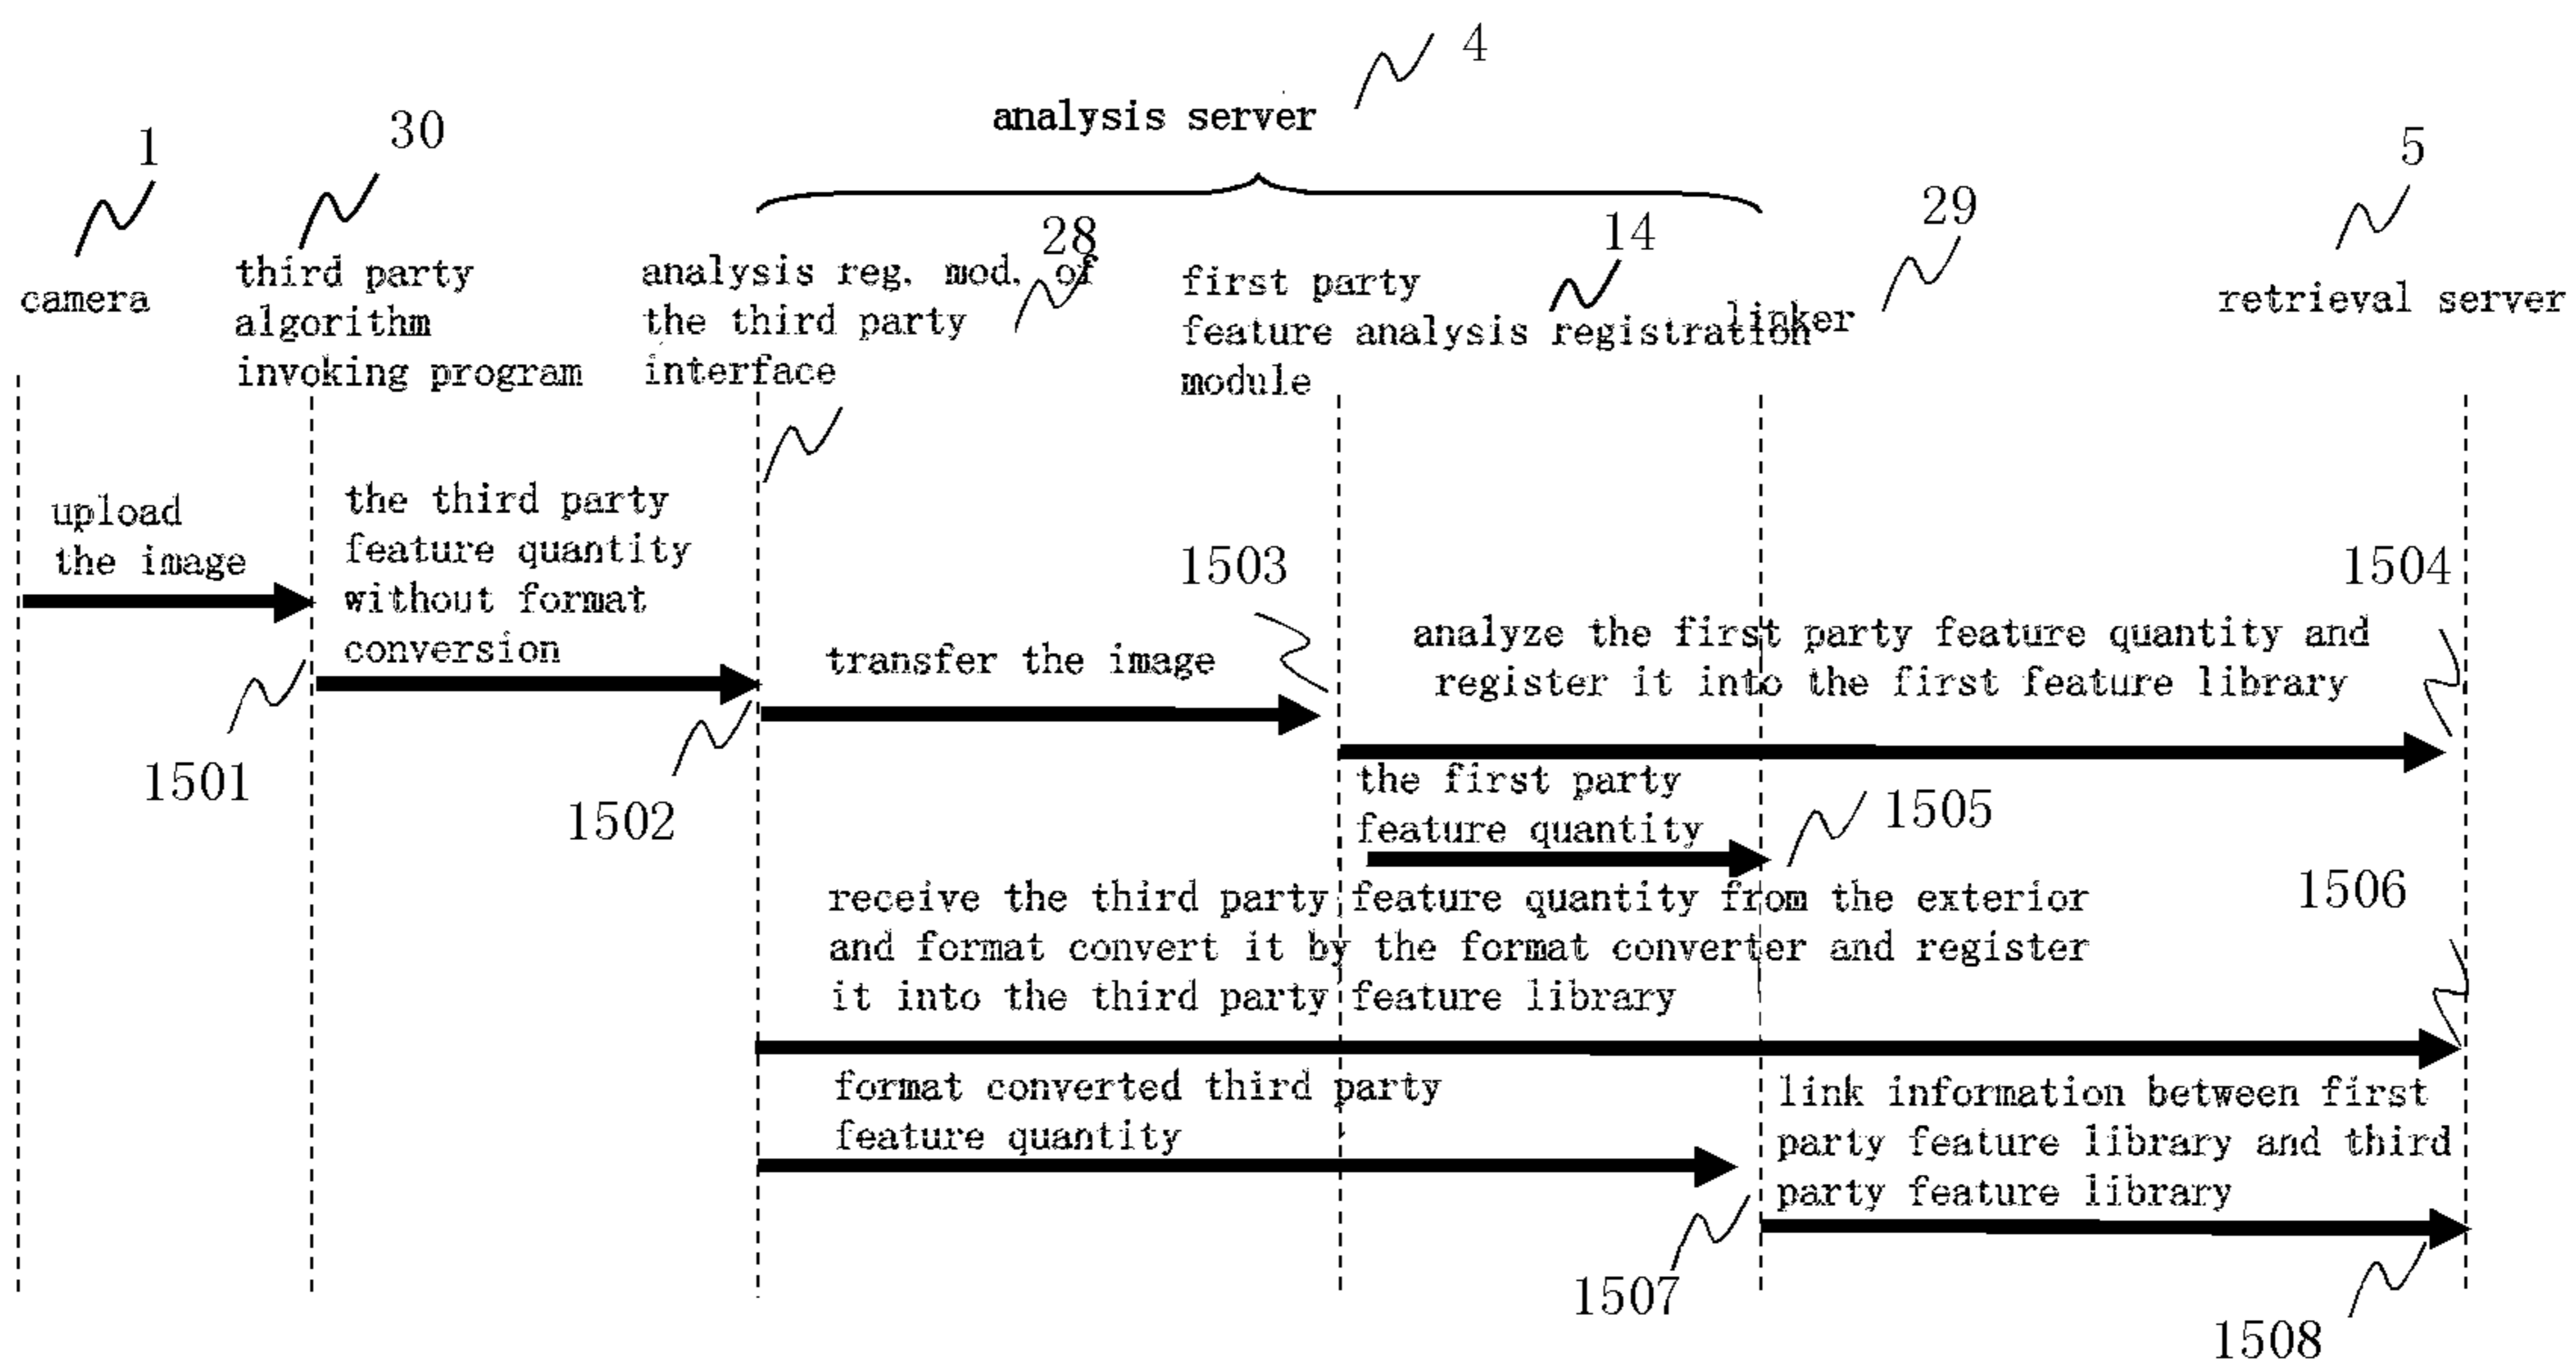 4
analysis server
1
30
5
29
28
14
camera
third party
algorithm
invoking program
analysis reg. mod. of
the third party
interface
first party
feature analysis registration
module
linker
retrieval server
upload
the image
the third party
feature quantity
without format
conversion
1501
1502
transfer the image
1503
1504
analyze the first party feature quantity and
register it into the first feature library
the first party
feature quantity
1505
receive the third party feature quantity from the exterior
and format convert it by the format converter and register
it into the third party feature library
1506
format converted third party
feature quantity
link information between first
party feature library and third
party feature library
1507
1508